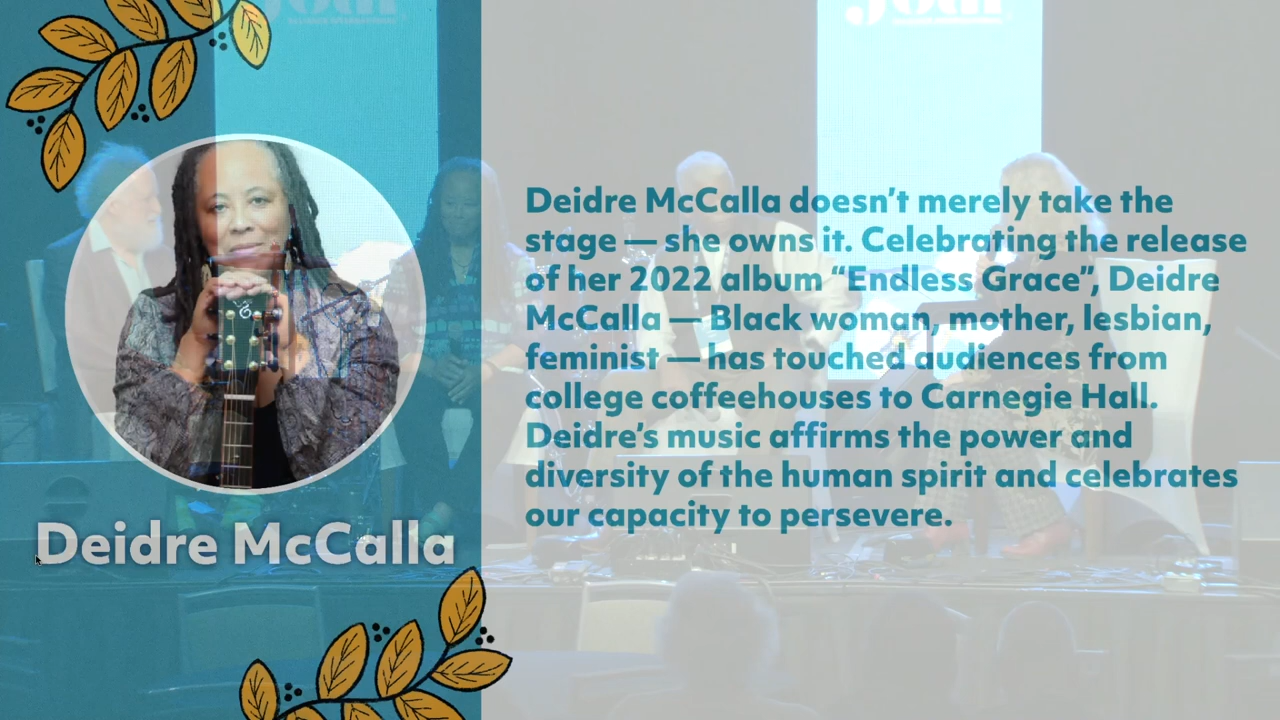 Deidre McCalla doesn’t merely take the
stage — she owns it. Celebrating the release
of her 2022 album “Endless Grace”, Deidre
McCalla — Black woman, mother, lesbian,
feminist — has touched audiences from
college coffeehouses to Carnegie Hall.
Deidre’s music affirms the power and
diversity of the human spirit and celebrates
our capacity to persevere.
Deidre McCalla